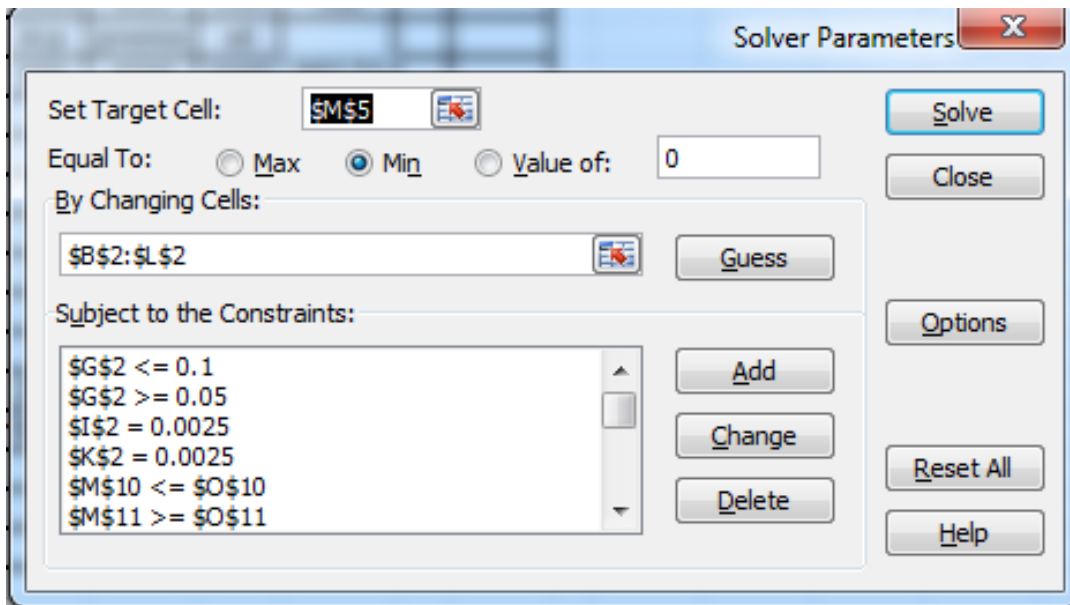 Solver Parameters
Set Target Cell: $M$5
Solve
Equal To: Max Min Value of: 0
Close
By Changing Cells:
$B$2:$L$2
Guess
Subject to the Constraints:
Options
$G$2 <= 0.1
Add
$G$2 >= 0.05
$I$2 = 0.0025
Change
$K$2 = 0.0025
Reset All
$M$10 <= $O$10
Delete
$M$11 >= $O$11
Help